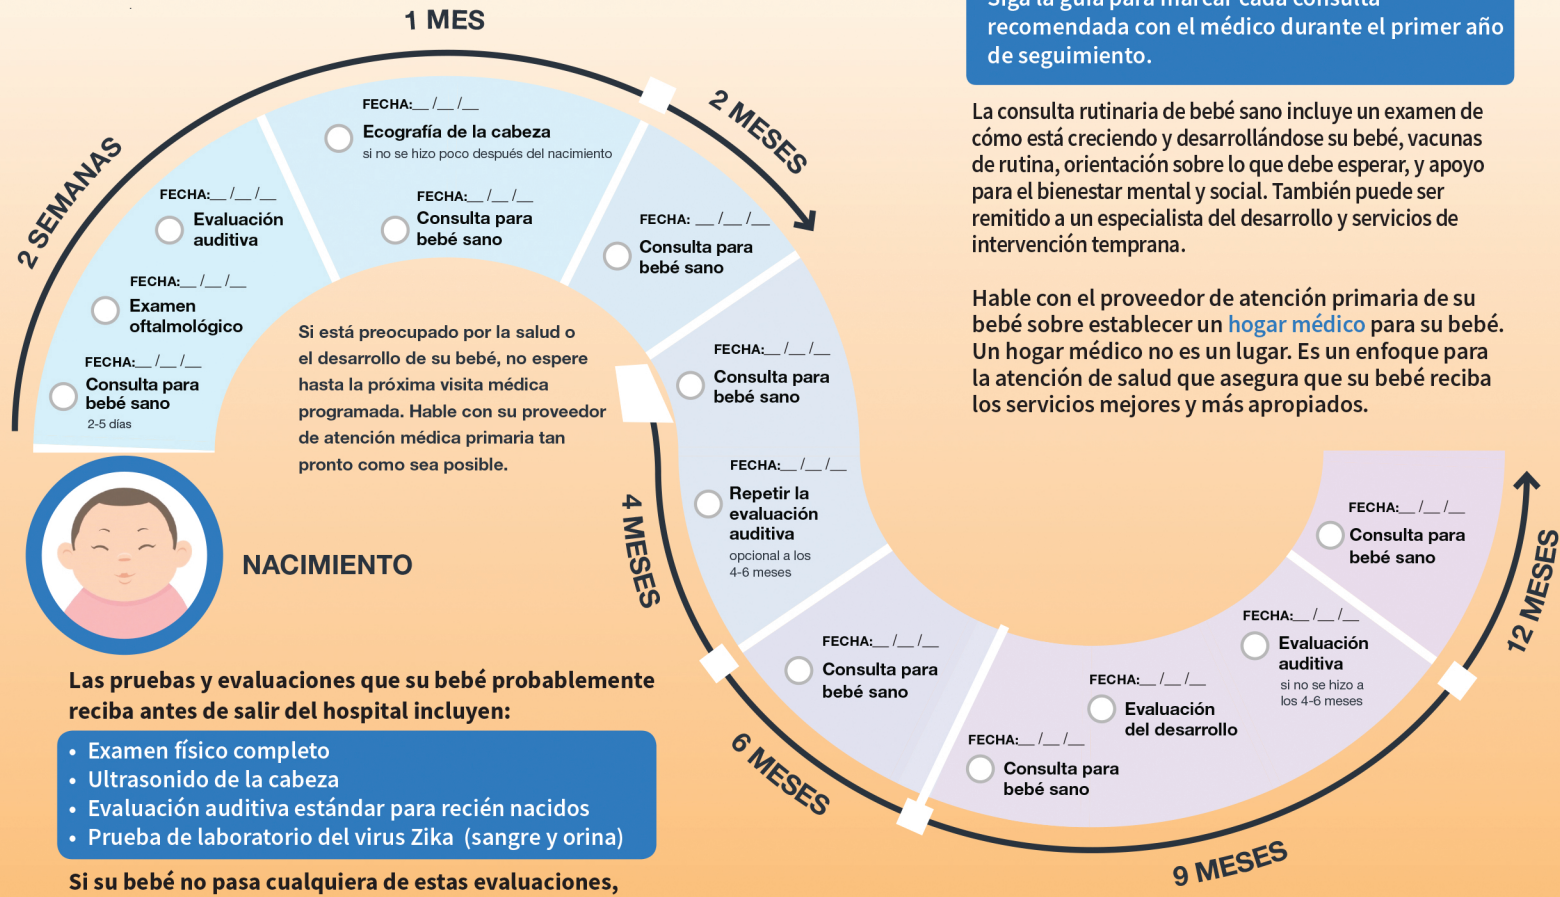 1 MES
2 SEMANAS
2 MESES
FECHA:__ /__ /__
Ecografía de la cabeza
si no se hizo poco después del nacimiento
FECHA:__ /__ /__
Consulta para
bebé sano
FECHA:__ /__ /__
Evaluación
auditiva
FECHA:__ /__ /__
Examen
oftalmológico
FECHA:__ /__ /__
Consulta para
bebé sano
2-5 días
FECHA: __ /__ /__
Consulta para
bebé sano
Si está preocupado por la salud o
el desarrollo de su bebé, no espere
hasta la próxima visita médica
programada. Hable con su proveedor
de atención médica primaria tan
pronto como sea posible.
FECHA:__ /__ /__
Consulta para
bebé sano
FECHA:__ /__ /__
Repetir la
evaluación
auditiva
opcional a los
4-6 meses
4 MESES
FECHA:__ /__ /__
Consulta para
bebé sano
6 MESES
FECHA:__ /__ /__
Consulta para
bebé sano
FECHA:__ /__ /__
Evaluación
del desarrollo
FECHA:__ /__ /__
Evaluación
auditiva
si no se hizo a
los 4-6 meses
9 MESES
FECHA:__ /__ /__
Consulta para
bebé sano
12 MESES
NACIMIENTO
Las pruebas y evaluaciones que su bebé probablemente
reciba antes de salir del hospital incluyen:
• Examen físico completo
• Ultrasonido de la cabeza
• Evaluación auditiva estándar para recién nacidos
• Prueba de laboratorio del virus Zika (sangre y orina)
Si su bebé no pasa cualquiera de estas evaluaciones,
Siga la guía para marcar cada consulta
recomendada con el médico durante el primer año
de seguimiento.
La consulta rutinaria de bebé sano incluye un examen de
cómo está creciendo y desarrollándose su bebé, vacunas
de rutina, orientación sobre lo que debe esperar, y apoyo
para el bienestar mental y social. También puede ser
remitido a un especialista del desarrollo y servicios de
intervención temprana.
Hable con el proveedor de atención primaria de su
bebé sobre establecer un hogar médico para su bebé.
Un hogar médico no es un lugar. Es un enfoque para
la atención de salud que asegura que su bebé reciba
los servicios mejores y más apropiados.